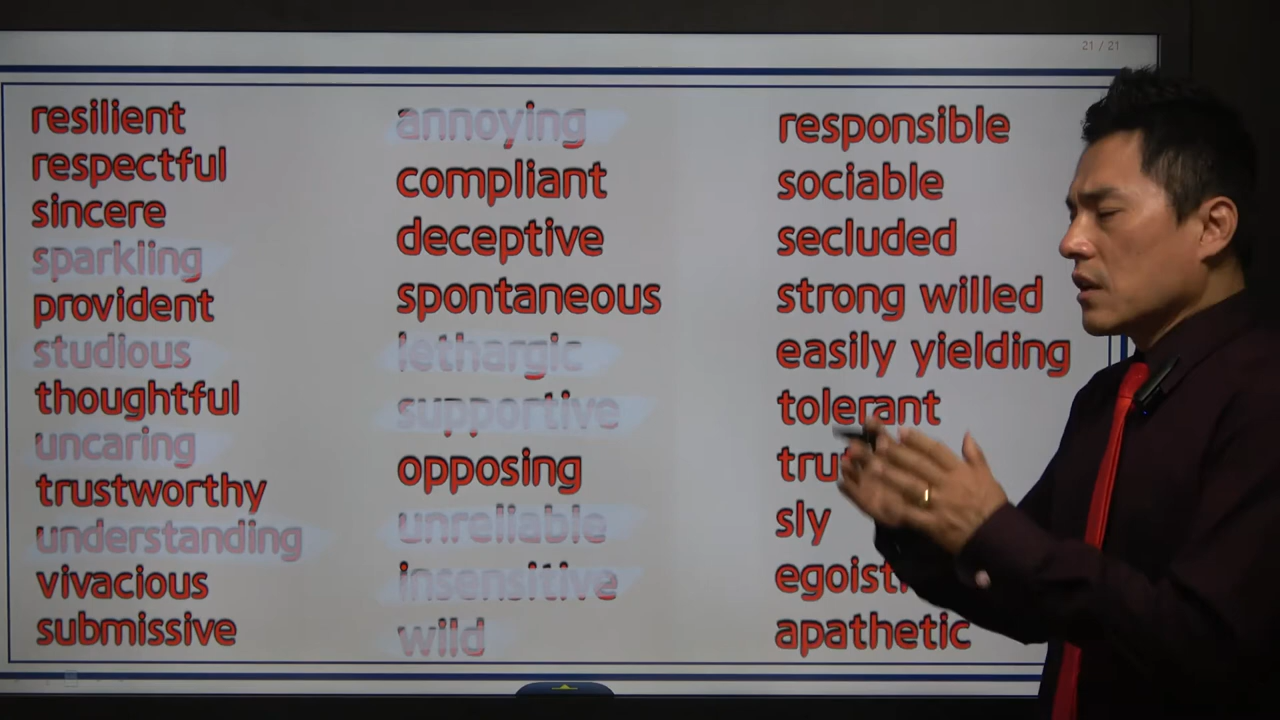 21 / 21
resilient
respectful
sincere
sparkling
provident
studious
thoughtful
uncaring
trustworthy
understanding
vivacious
submissive
annoying
compliant
deceptive
spontaneous
lethargic
supportive
opposing
unreliable
insensitive
wild
responsible
sociable
secluded
strong willed
easily yielding
tolerant
sly
apathetic